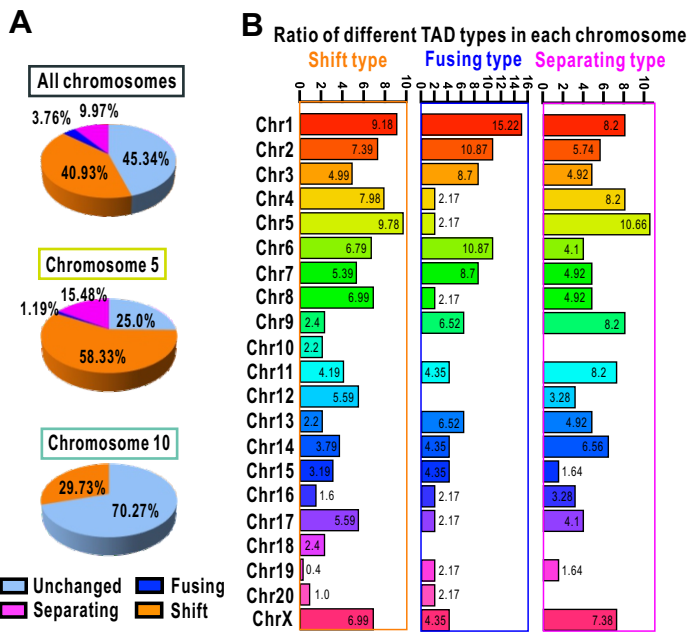 A
All chromosomes
3.76%
9.97%
45.34%
40.93%
Chromosome 5
15.48%
1.19%
25.0%
58.33%
Chromosome 10
29.73%
70.27%
Unchanged
Fusing
Separating
Shift
B
Ratio of different TAD types in each chromosome
Shift type Fusing type Separating type
0 2 4 6 8 10 0 2 4 6 8 10 12 14 16 0 2 4 6 8 10
Chr1 9.18 15.22 8.2
Chr2 7.39 10.87 5.74
Chr3 4.99 8.7 4.92
Chr4 7.98 2.17 8.2
Chr5 9.78 2.17 10.66
Chr6 6.79 10.87 4.1
Chr7 5.39 8.7 4.92
Chr8 6.99 2.17 4.92
Chr9 2.4 6.52 8.2
Chr10 2.2
Chr11 4.19 4.35 8.2
Chr12 5.59 3.28
Chr13 2.2 6.52 4.92
Chr14 3.79 4.35 6.56
Chr15 3.19 4.35 1.64
Chr16 1.6 2.17 3.28
Chr17 5.59 2.17 4.1
Chr18 2.4
Chr19 0.4 2.17 1.64
Chr20 1.0 2.17
ChrX 6.99 4.35 7.38